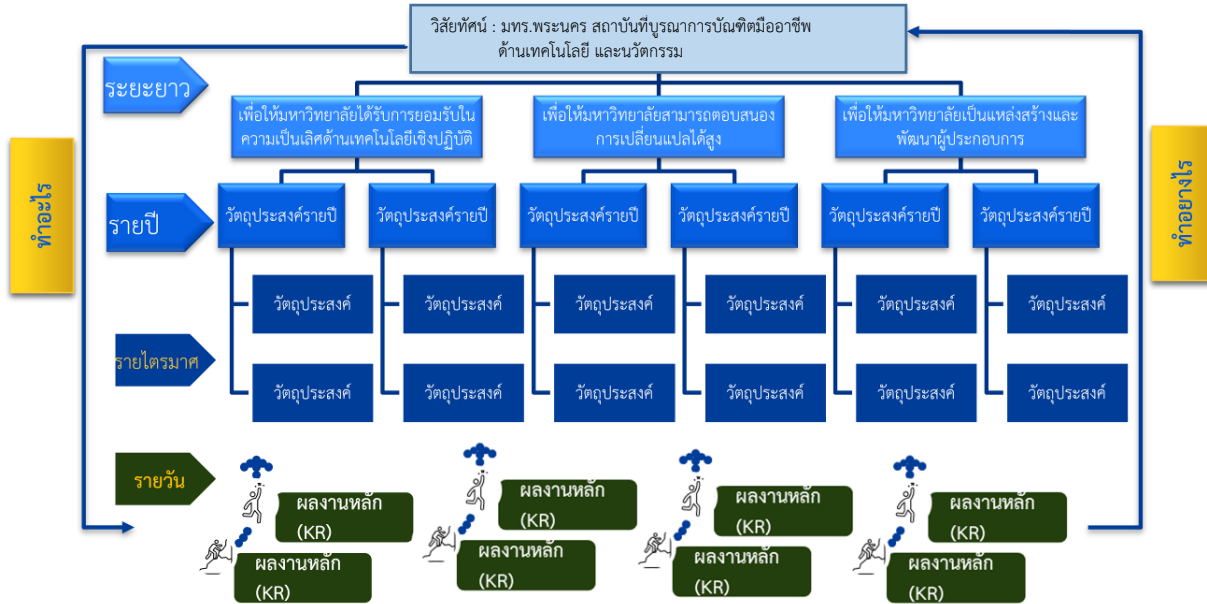 วิสัยทัศน์ : มทร.พระนคร สถาบันที่บูรณาการบัณฑิตมืออาชีพ
ด้านเทคโนโลยี และนวัตกรรม
ระยะยาว
เพื่อให้มหาวิทยาลัยได้รับการยอมรับใน
ความเป็นเลิศด้านเทคโนโลยีเชิงปฏิบัติ
เพื่อให้มหาวิทยาลัยสามารถตอบสนอง
การเปลี่ยนแปลได้สูง
เพื่อให้มหาวิทยาลัยเป็นแหล่งสร้างและ
พัฒนาผู้ประกอบการ
ทำอะไร
ทำอย่างไร
รายปี
วัตถุประสงค์รายปี
วัตถุประสงค์รายปี
วัตถุประสงค์รายปี
วัตถุประสงค์รายปี
วัตถุประสงค์รายปี
วัตถุประสงค์รายปี
วัตถุประสงค์
วัตถุประสงค์
วัตถุประสงค์
วัตถุประสงค์
วัตถุประสงค์
วัตถุประสงค์
รายไตรมาศ
วัตถุประสงค์
วัตถุประสงค์
วัตถุประสงค์
วัตถุประสงค์
วัตถุประสงค์
วัตถุประสงค์
รายวัน
ผลงานหลัก
(KR)
ผลงานหลัก
(KR)
ผลงานหลัก
(KR)
ผลงานหลัก
(KR)
ผลงานหลัก
(KR)
ผลงานหลัก
(KR)
ผลงานหลัก
(KR)
ผลงานหลัก
(KR)